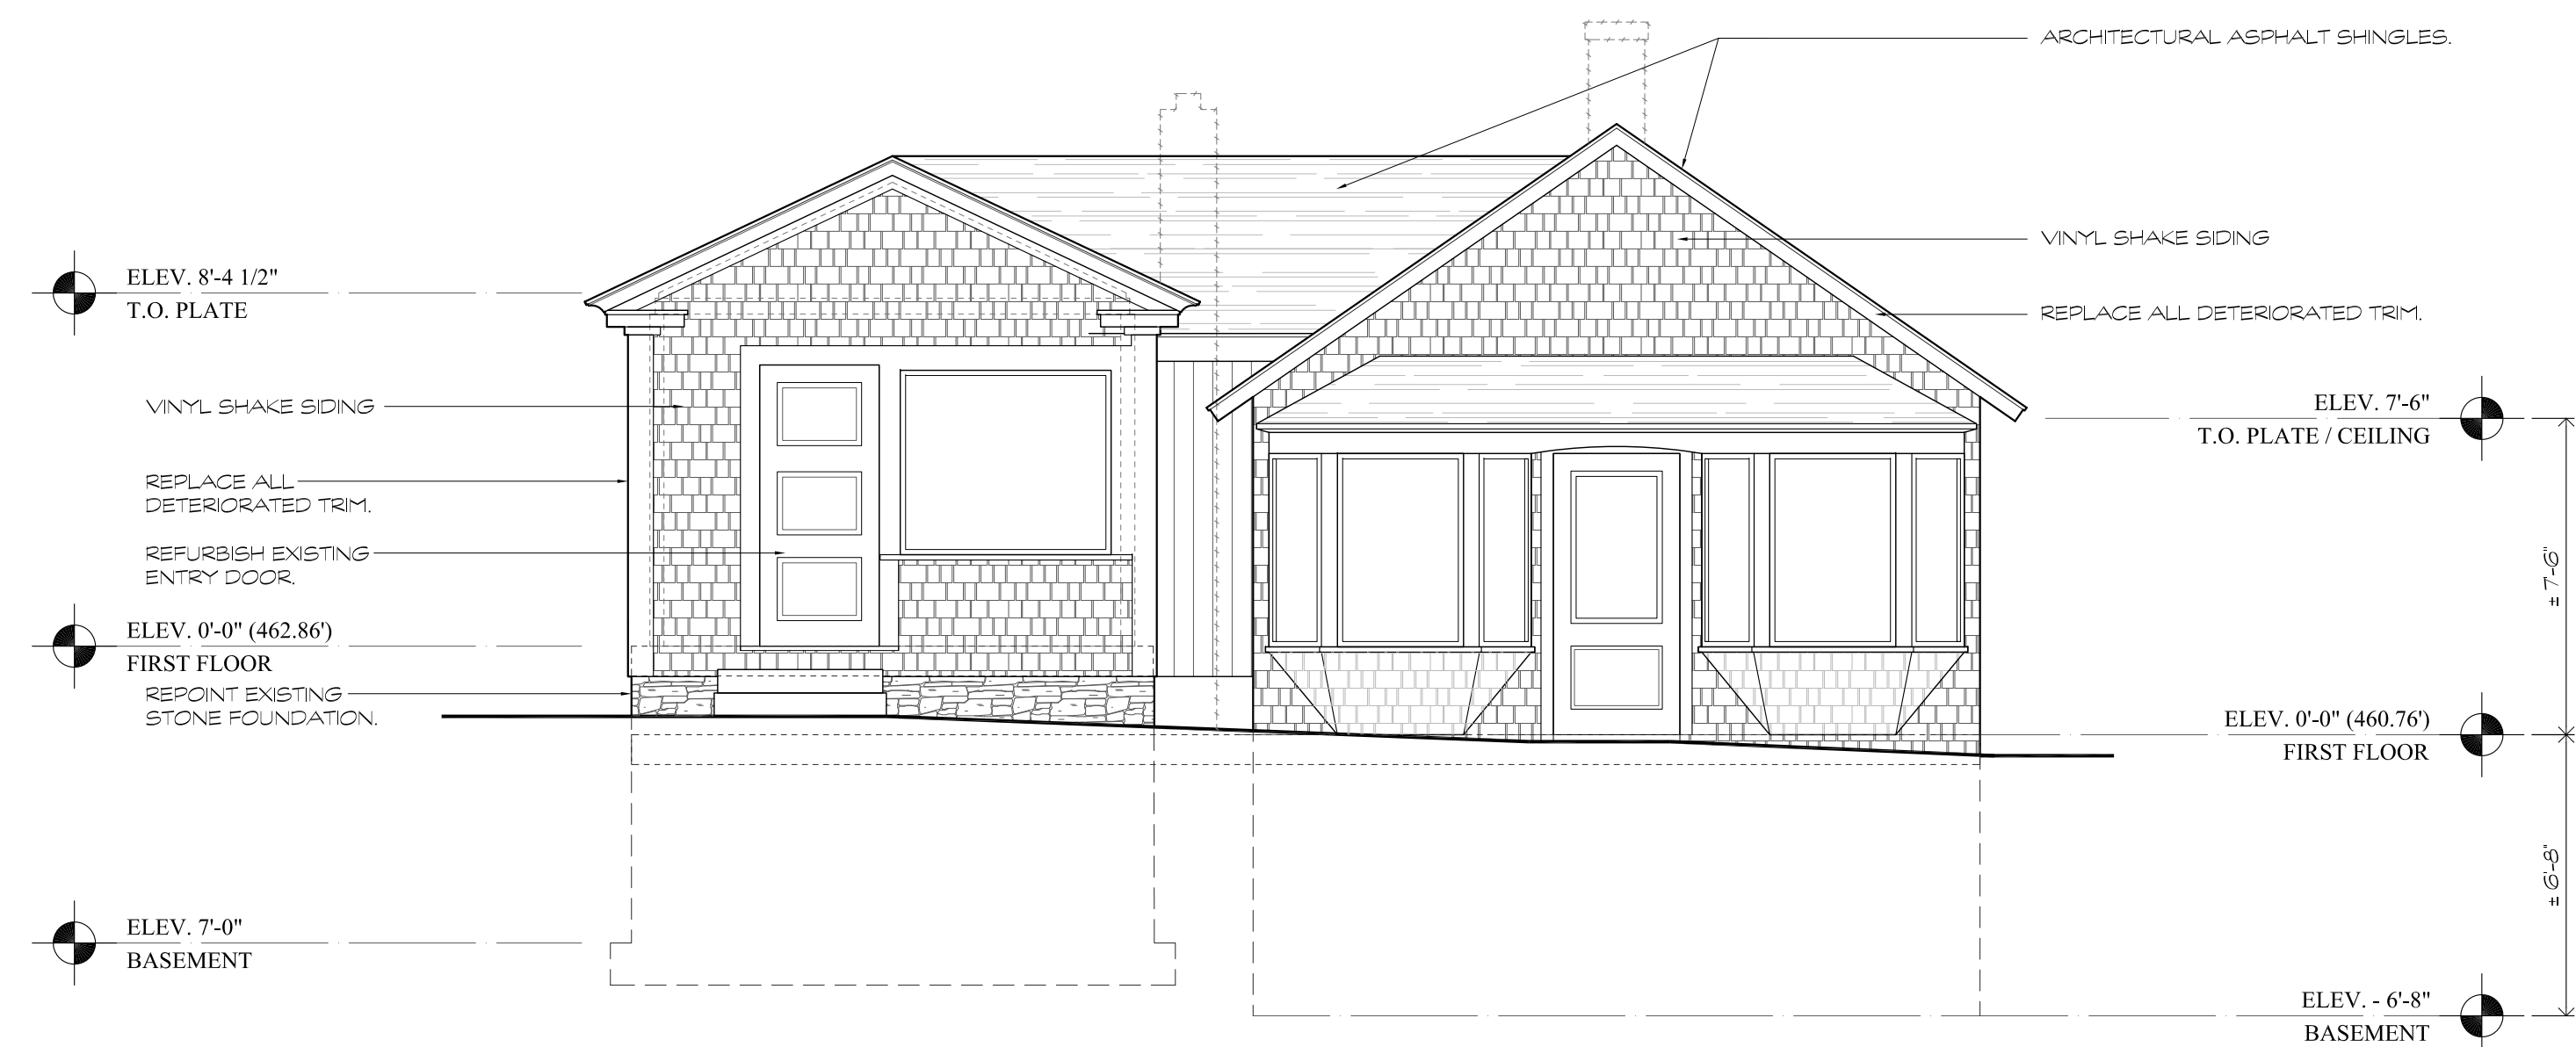 ARCHITECTURAL ASPHALT SHINGLES.
VINYL SHAKE SIDING
ELEV. 8'-4 1/2"
T.O. PLATE
REPLACE ALL DETERIORATED TRIM.
VINYL SHAKE SIDING
ELEV. 7'-6"
T.O. PLATE / CEILING
REPLACE ALL
DETERIORATED TRIM.
REFURBISH EXISTING
ENTRY DOOR.
± 7'-6"
ELEV. 0'-0" (462.86')
FIRST FLOOR
REPOINT EXISTING
STONE FOUNDATION.
ELEV. 0'-0" (460.76')
FIRST FLOOR
± 6'-8"
ELEV. 7'-0"
BASEMENT
ELEV. - 6'-8"
BASEMENT